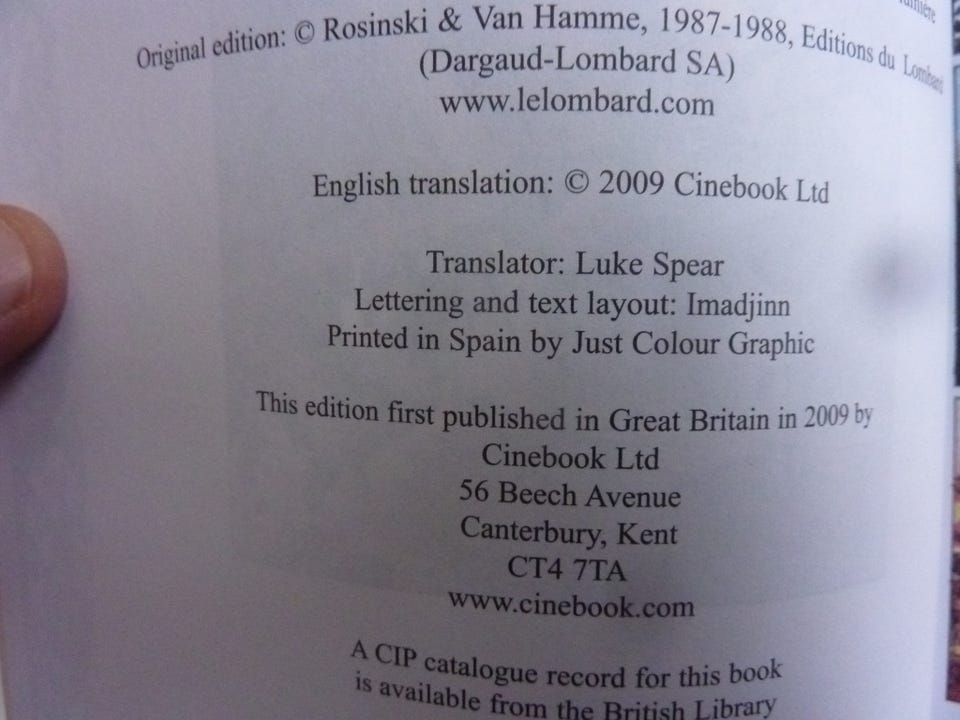 Original edition: © Rosinski & Van Hamme, 1987-1988, Editions du Lombard
(Dargaud-Lombard SA)
www.lelombard.com
English translation: © 2009 Cinebook Ltd
Translator: Luke Spear
Lettering and text layout: Imadjinn
Printed in Spain by Just Colour Graphic
This edition first published in Great Britain in 2009 by
Cinebook Ltd
56 Beech Avenue
Canterbury, Kent
CT4 7TA
www.cinebook.com
A CIP catalogue record for this book
is available from the British Library